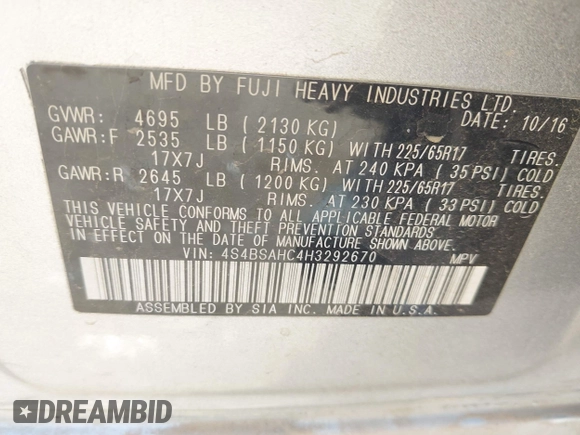 MFD BY FUJI HEAVY INDUSTRIES LTD.
GVWR: 4695 LB ( 2130 KG) DATE: 10/16
GAWR:F 2535 LB ( 1150 KG) WITH 225/65R17 TIRES.
17X7J RIMS. AT 240 KPA ( 35 PSI) COLD
GAWR:R 2645 LB ( 1200 KG) WITH 225/65R17 TIRES.
17X7J RIMS. AT 230 KPA ( 33 PSI) COLD
THIS VEHICLE CONFORMS TO ALL APPLICABLE FEDERAL MOTOR
VEHICLE SAFETY AND THEFT PREVENTION STANDARDS
IN EFFECT ON THE DATE OF MANUFACTURE SHOWN ABOVE.
VIN: 4S4BSAHC4H3292670 MPV
ASSEMBLED BY SIA INC. MADE IN U.S.A.
DREAMBID